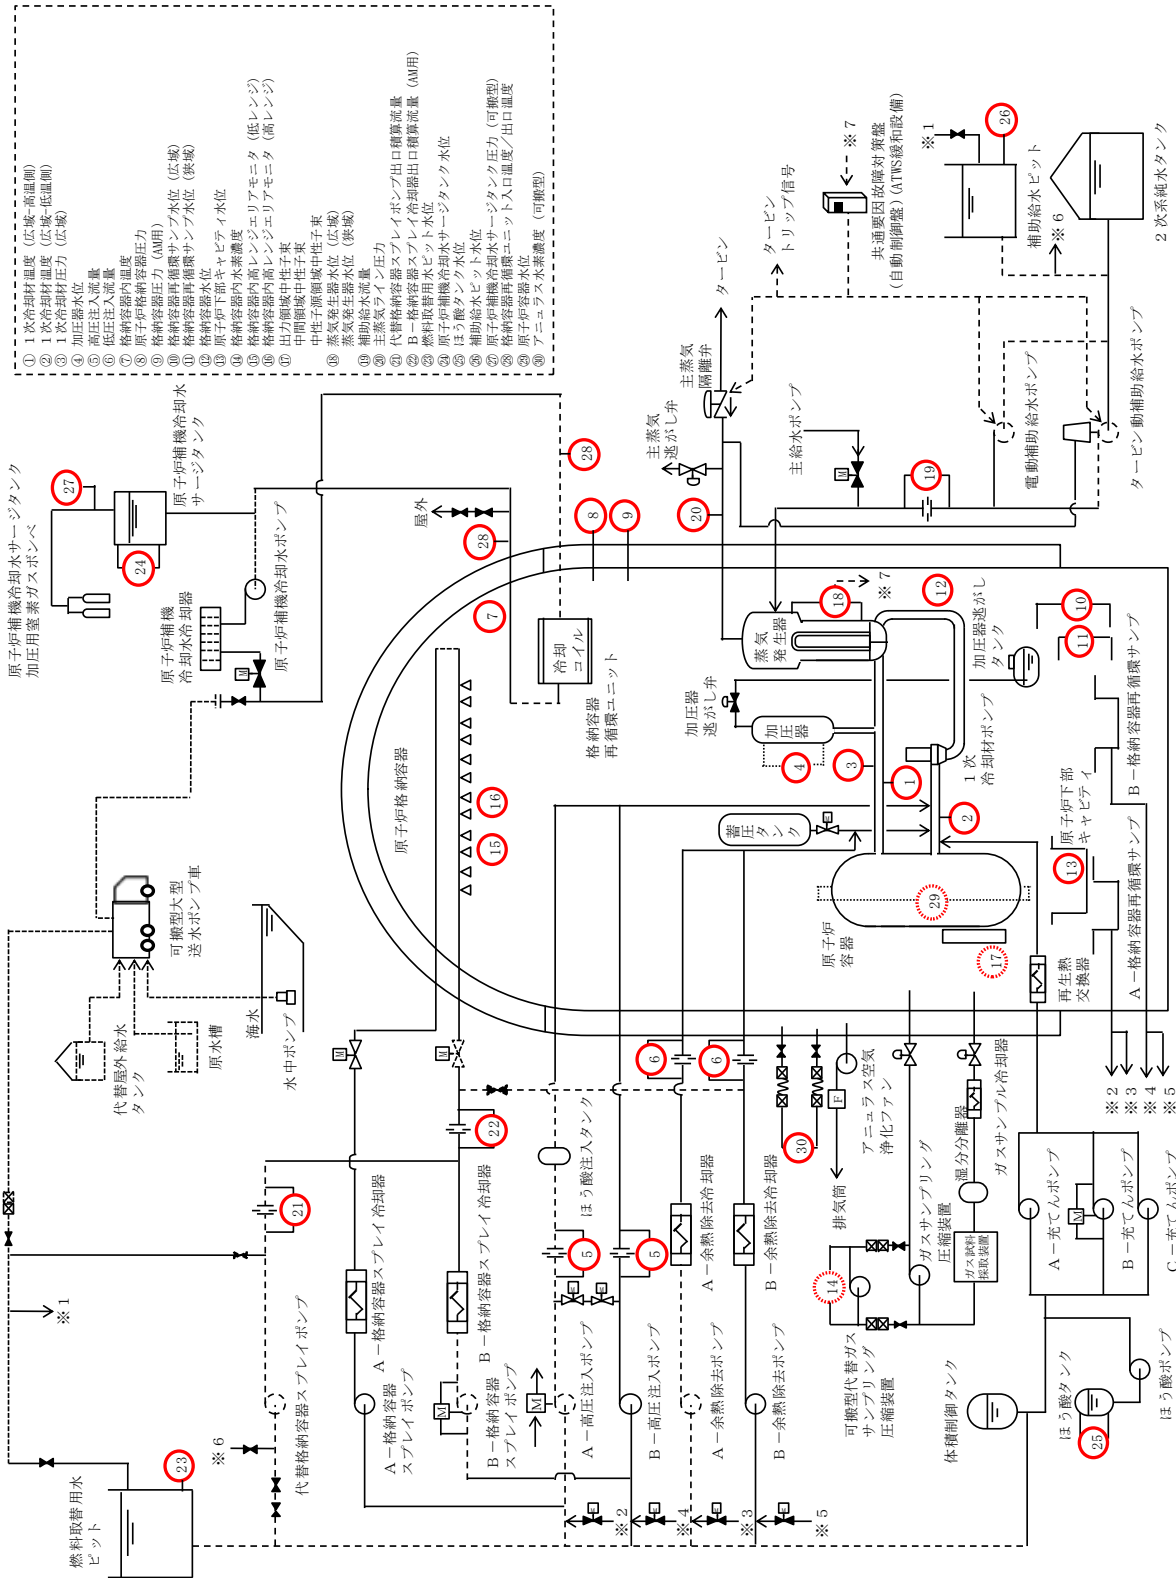 ① 1次冷却材温度（広域-高温側）
② 1次冷却材温度（広域-低温側）
③ 1次冷却材圧力（広域）
④ 加圧器水位
⑤ 高圧注入流量
⑥ 低圧注入流量
⑦ 格納容器内温度
⑧ 原子炉格納容器圧力
⑨ 格納容器圧力（AM用）
⑩ 格納容器再循環サンプ水位（広域）
⑪ 格納容器再循環サンプ水位（狭域）
⑫ 格納容器水位
⑬ 原子炉下部キャビティ水位
⑭ 格納容器内水素濃度
⑮ 格納容器内高レンジエリアモニタ（低レンジ）
⑯ 格納容器内高レンジエリアモニタ（高レンジ）
⑰ 出力領域中性子束
中間領域中性子束
中性子源領域中性子束
⑱ 蒸気発生器水位（広域）
蒸気発生器水位（狭域）
⑲ 補助給水流量
⑳ 主蒸気ライン圧力
㉑ 代替格納容器スプレイポンプ出口積算流量
㉒ B－格納容器スプレイ冷却器出口積算流量（AM用）
㉓ 燃料取替用水ピット水位
㉔ 原子炉補機冷却水サージタンク水位
㉕ ほう酸タンク水位
㉖ 補助給水ピット水位
㉗ 原子炉補機冷却水サージタンク圧力（可搬型）
㉘ 格納容器再循環ユニット入口温度／出口温度
㉙ 原子炉容器水位
㉚ アニュラス水素濃度（可搬型）
原子炉補機冷却水サージタンク
加圧用窒素ガスボンベ
27
24
原子炉補機冷却水
サージタンク
原子炉補機
冷却水冷却器
原子炉補機冷却水ポンプ
M
可搬型大型
送水ポンプ車
代替屋外給水
タンク
原水槽
海水
水中ポンプ
屋外
28
28
7
8
9
冷却
コイル
格納容器
再循環ユニット
原子炉格納容器
16
15
主蒸気
逃がし弁
主蒸気
隔離弁
タービン
タービン
トリップ信号
※7
共通要因故障対策盤
（自動制御盤）（ATWS緩和設備）
※1
26
補助給水ピット
※6
2次系純水タンク
主給水ポンプ
M
19
20
電動補助給水ポンプ
タービン動補助給水ポンプ
蒸気
発生器
18
※7
12
加圧器
逃がし弁
加圧器
4
3
1
2
1次
冷却材ポンプ
加圧器逃がし
タンク
10
11
B－格納容器再循環サンプ
蓄圧
タンク
原子炉
容器
29
17
原子炉下部
キャビティ
13
A－格納容器再循環サンプ
再生熱
交換器
※2
※3
※4
※5
M
M
22
21
※1
代替格納容器スプレイポンプ
※6
23
燃料取替用水
ピット
A－格納容器スプレイ冷却器
A－格納容器
スプレイポンプ
B－格納容器スプレイ冷却器
B－格納容器
スプレイポンプ
M
M
ほう酸注入タンク
5
5
6
6
A－高圧注入ポンプ
B－高圧注入ポンプ
A－余熱除去冷却器
A－余熱除去ポンプ
B－余熱除去冷却器
B－余熱除去ポンプ
※2
※4
※3
※5
30
F
排気筒
アニュラス空気
浄化ファン
14
可搬型代替ガス
サンプリング
圧縮装置
ガスサンプリング
圧縮装置
湿分分離器
ガスサンプル冷却器
ガス試料
採取装置
体積制御タンク
ほう酸タンク
25
ほう酸ポンプ
A－充てんポンプ
M
B－充てんポンプ
C－充てんポンプ